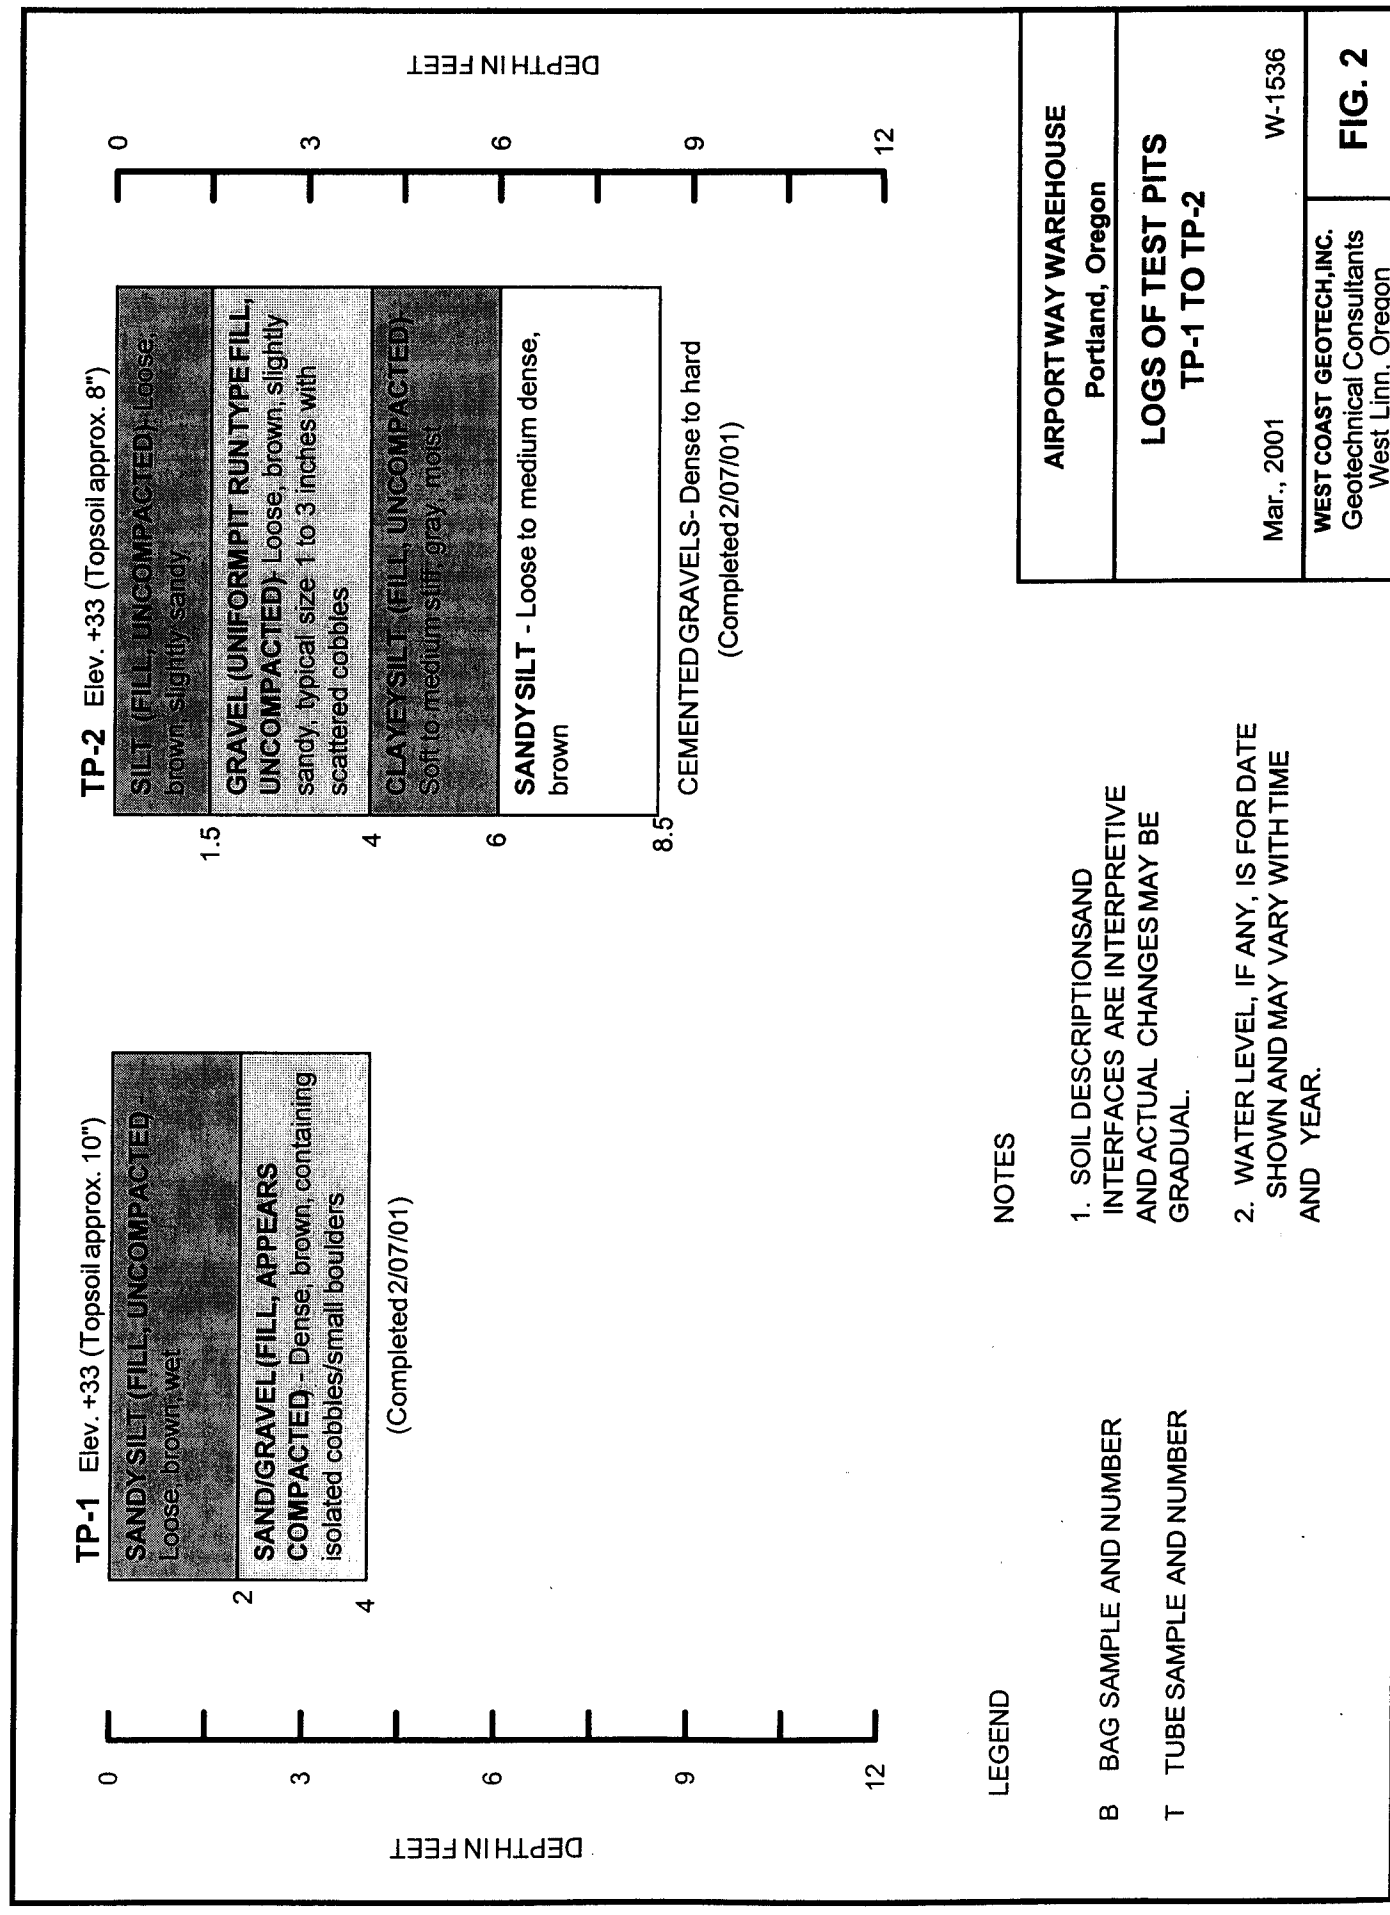 TP-1 Elev. +33 (Topsoil approx. 10")
SANDY SILT (FILL, UNCOMPACTED) -
Loose, brown, wet
2
SAND/GRAVEL (FILL, APPEARS
COMPACTED) - Dense, brown, containing
isolated cobbles/small boulders
4
(Completed 2/07/01)
0
3
6
9
12
DEPTH IN FEET
TP-2 Elev. +33 (Topsoil approx. 8")
SILT (FILL, UNCOMPACTED)- Loose,
brown, slightly sandy
1.5
GRAVEL (UNIFORM PIT RUN TYPE FILL,
UNCOMPACTED)- Loose, brown, slightly
sandy, typical size 1 to 3 inches with
scattered cobbles
4
CLAYEY SILT (FILL, UNCOMPACTED)-
Soft to medium stiff, gray, moist
6
SANDY SILT - Loose to medium dense,
brown
8.5
CEMENTED GRAVELS- Dense to hard
(Completed 2/07/01)
0
3
6
9
12
DEPTH IN FEET
LEGEND
B BAG SAMPLE AND NUMBER
T TUBE SAMPLE AND NUMBER
NOTES
1. SOIL DESCRIPTIONS AND
INTERFACES ARE INTERPRETIVE
AND ACTUAL CHANGES MAY BE
GRADUAL.
2. WATER LEVEL, IF ANY, IS FOR DATE
SHOWN AND MAY VARY WITH TIME
AND YEAR.
AIRPORT WAY WAREHOUSE
Portland, Oregon
LOGS OF TEST PITS
TP-1 TO TP-2
Mar., 2001 W-1536
WEST COAST GEOTECH, INC.
Geotechnical Consultants
West Linn, Oregon
FIG. 2